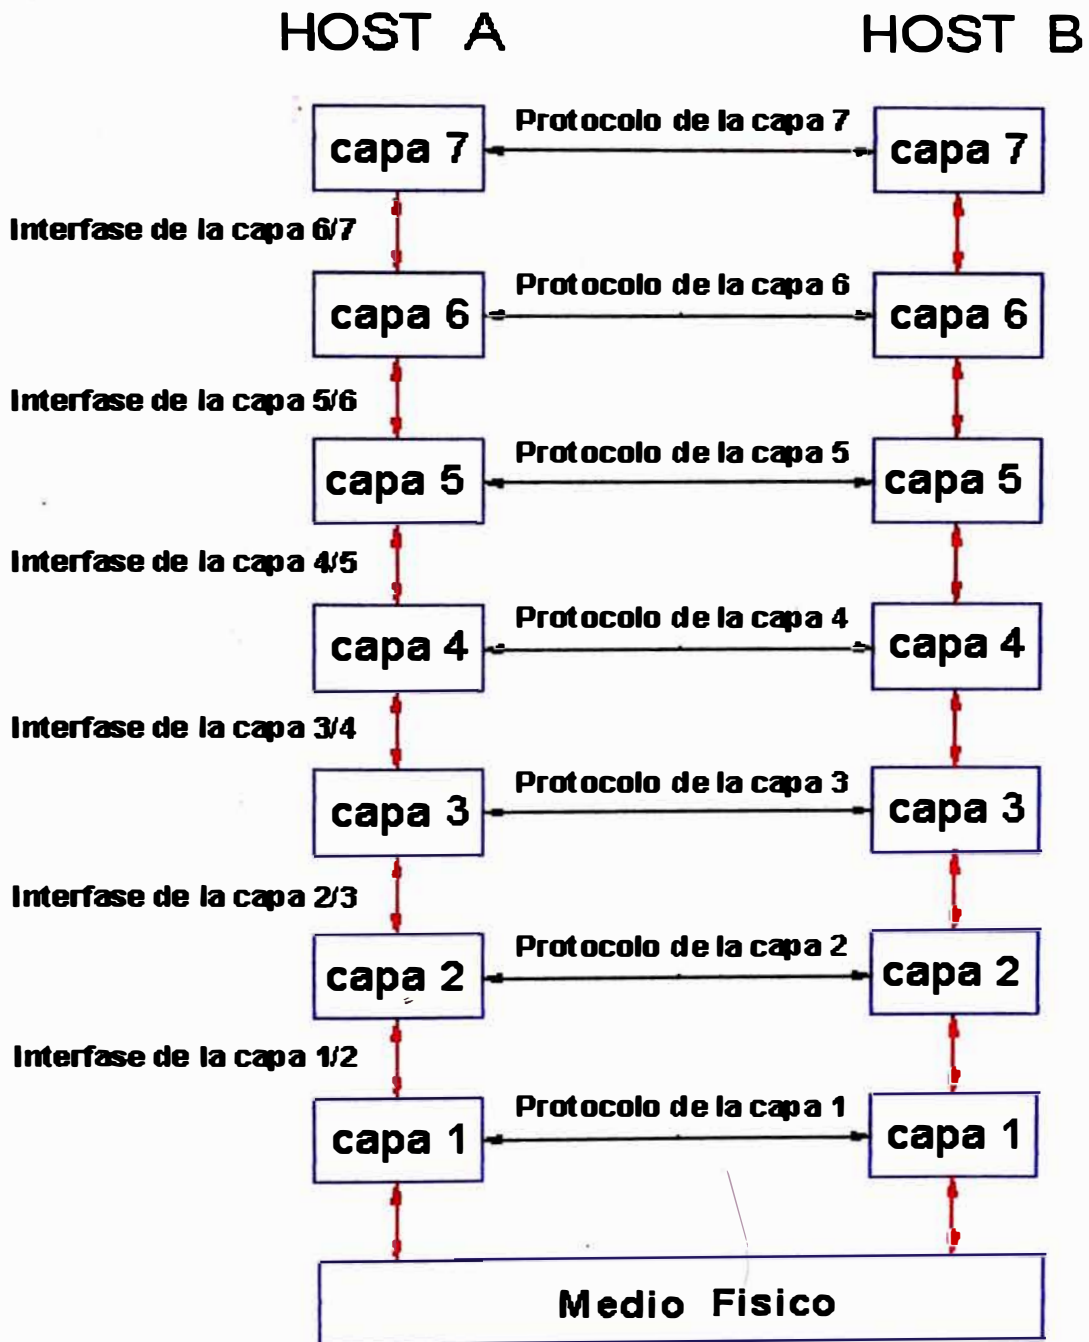 HOST A HOST B
Protocolo de la capa 7
capa 7 capa 7
Interfase de la capa 6/7
Protocolo de la capa 6
capa 6 capa 6
Interfase de la capa 5/6
Protocolo de la capa 5
capa 5 capa 5
Interfase de la capa 4/5
Protocolo de la capa 4
capa 4 capa 4
Interfase de la capa 3/4
Protocolo de la capa 3
capa 3 capa 3
Interfase de la capa 2/3
Protocolo de la capa 2
capa 2 capa 2
Interfase de la capa 1/2
Protocolo de la capa 1
capa 1 capa 1
Medio Fisico